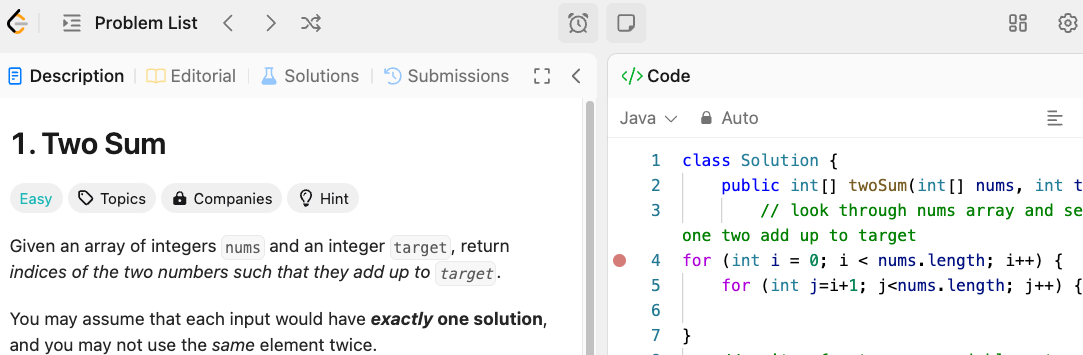 Problem List
Description | Editorial | Solutions | Submissions
1. Two Sum
Easy Topics Companies Hint
Given an array of integers nums and an integer target, return
indices of the two numbers such that they add up to target.
You may assume that each input would have exactly one solution,
and you may not use the same element twice.
</> Code
Java Auto
1 class Solution {
2 public int[] twoSum(int[] nums, int t
3 // look through nums array and se
one two add up to target
4 for (int i = 0; i < nums.length; i++) {
5 for (int j=i+1; j<nums.length; j++) {
6
7 }